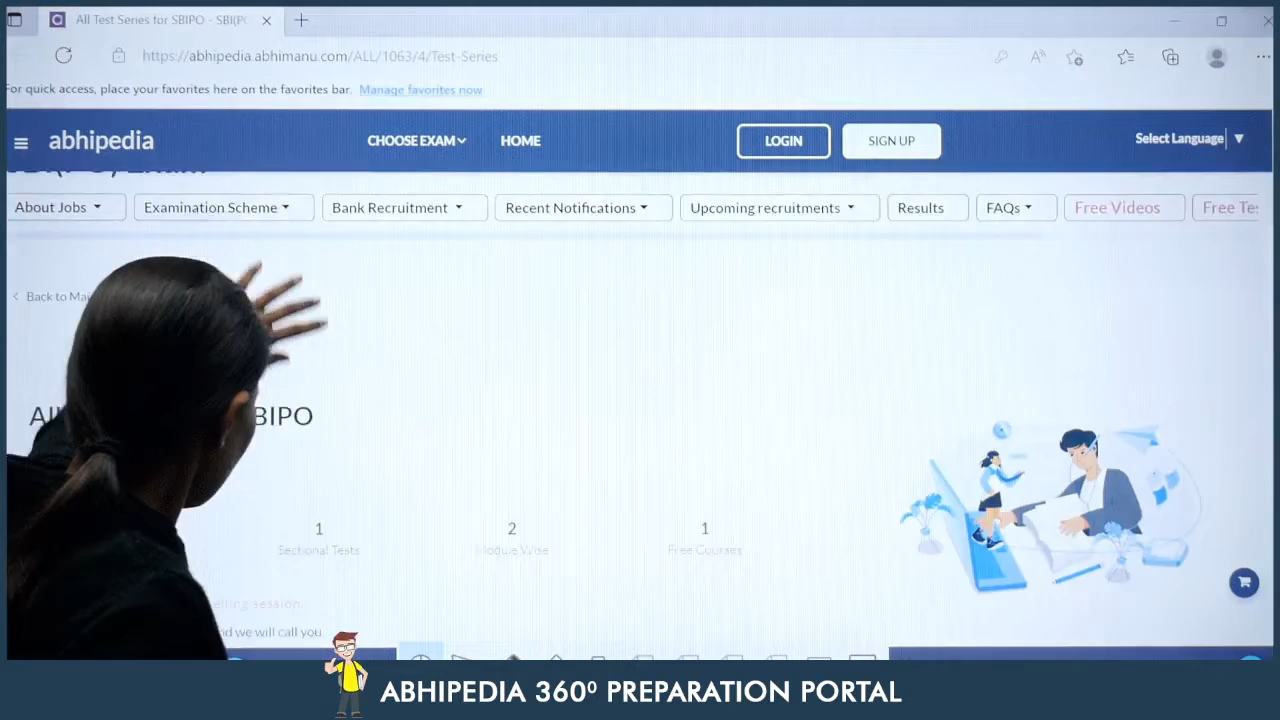 All Test Series for SBIPO - SBI(PO
https://abhipedia.abhimanu.com/ALL/1063/4/Test-Series
For quick access, place your favorites here on the favorites bar. Manage favorites now
abhipedia
CHOOSE EXAM
HOME
LOGIN
SIGN UP
Select Language
About Jobs
Examination Scheme
Bank Recruitment
Recent Notifications
Upcoming recruitments
Results
FAQs
Free Videos
Free Te
Back to Ma
BIPO
1
2
1
Sectional Tests
Module Wise
Free Courses
session.
nd we will call you
ABHIPEDIA 360⁰ PREPARATION PORTAL